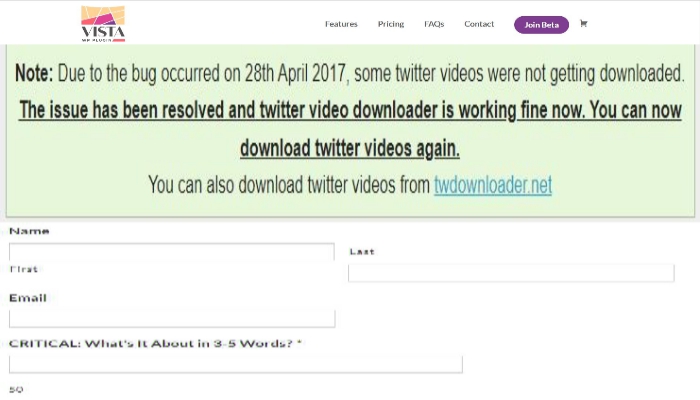 VISTA
WP PLUGIN
Features Pricing FAQs Contact Join Beta
Note: Due to the bug occurred on 28th April 2017, some twitter videos were not getting downloaded.
The issue has been resolved and twitter video downloader is working fine now. You can now
download twitter videos again.
You can also download twitter videos from twdownloader.net
Name
Last
First
Email
CRITICAL: What's It About in 3-5 Words? *
50